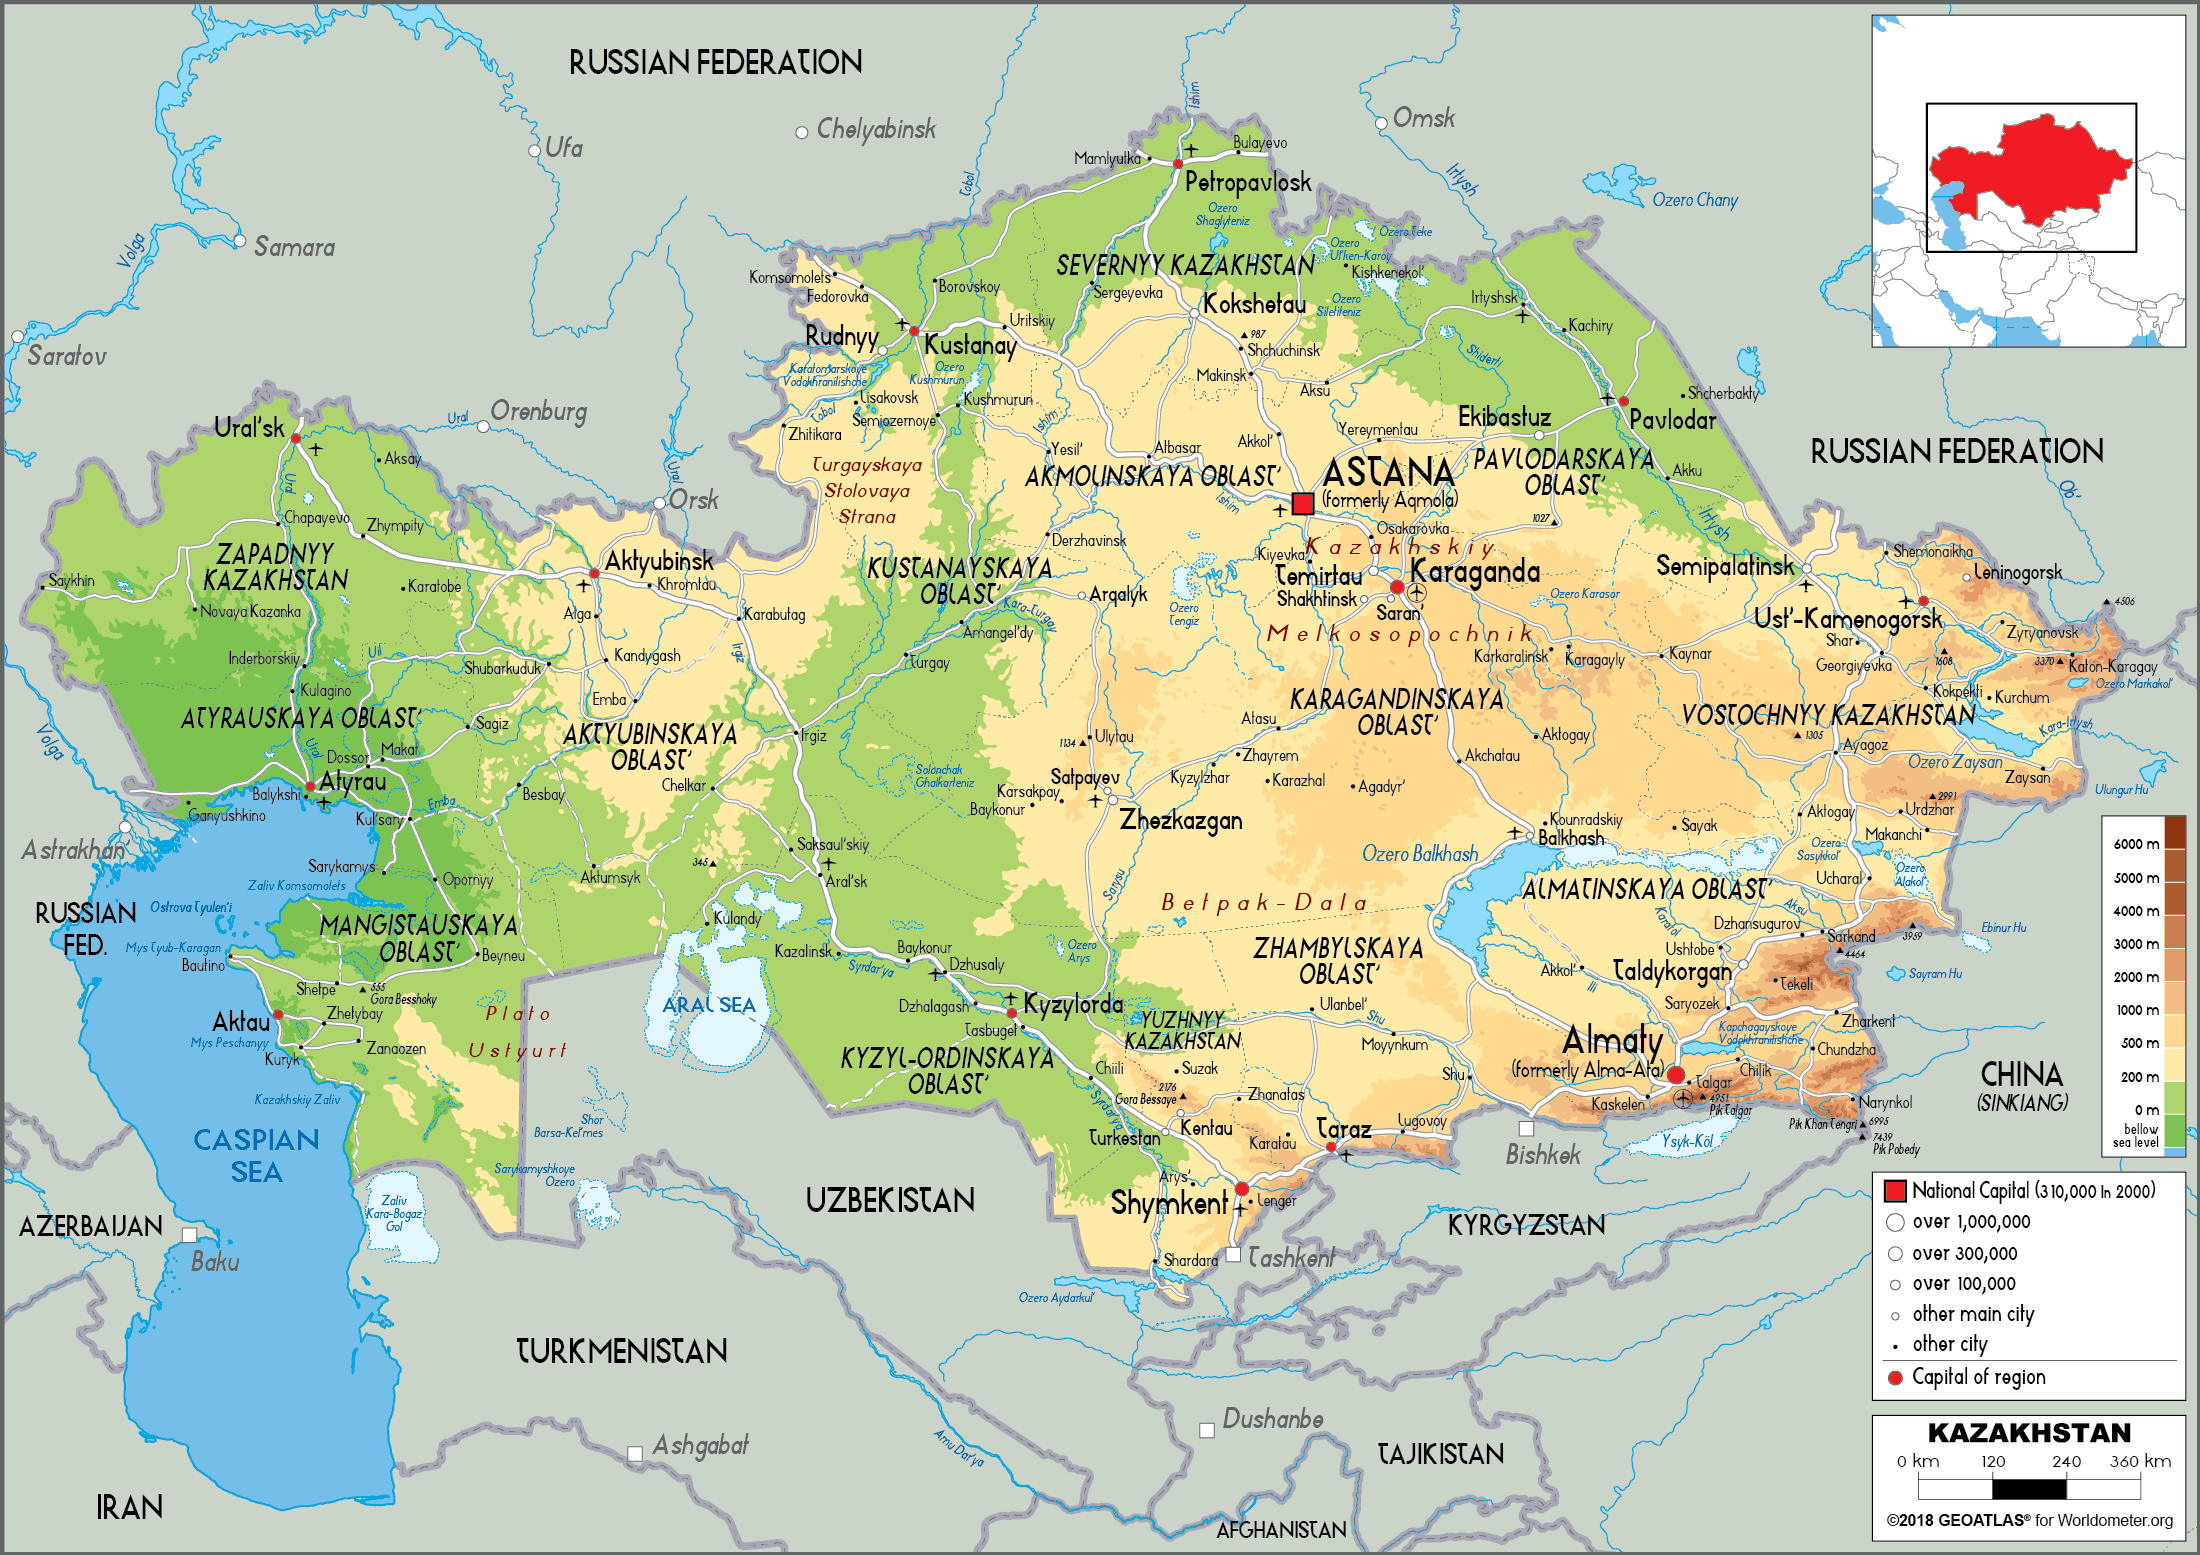 RUSSIAN FEDERATION
Chelyabinsk
Ufa
Omsk
Samara
Volga
Saratov
Orenburg
Ural
Orsk
Ural
Tobol
Ishim
Irtysh
Ozero Chany
RUSSIAN FEDERATION
Ob'
Mamlyutka
Bulayevo
Petropavlosk
Ozero
Shaglyteniz
Ozero Teke
Ozero
Ul'ken-Karoy
Kishkenekol'
Ozero
Siletiteniz
SEVERNYY KAZAKHSTAN
Sergeyevka
Kokshetau
987
Shchuchinsk
Makinsk
Aksu
Irtyshsk
Kachiry
Shiderti
Shcherbakty
Pavlodar
Ekibastuz
Yereymentau
PAVLODARSKAYA
OBLAST'
Akku
Irtysh
1027
Komsomolets
Fedorovka
Borovskoy
Rudnyy
Kustanay
Uritskiy
Karatomarskoye
Vodokhranilishche
Ozero
Kushmurun
Lisakovsk
Kushmurun
Tobol
Semiozernoye
Zhitikara
Turgayskaya
Stolovaya
Strana
Ishim
Yesil'
Atbasar
Akkol'
AKMOLINSKAYA OBLAST'
Ishim
ASTANA
(formerly Aqmola)
Osakarovka
Derzhavinsk
KUSTANAYSKAYA
OBLAST'
Kara-Turgay
Arqalyk
Amangel'dy
Turgay
Ozero
Tengiz
Kiyevka
Kazakhskiy
Temirtau
Karaganda
Shakhtinsk
Saran'
Melkosopochnik
Ozero Karasor
Karkaralinsk
Karagayly
Kaynar
KARAGANDINSKAYA
OBLAST'
Semipalatinsk
Shemonaikha
Leninogorsk
Ust'-Kamenogorsk
4506
Shar
Georgiyevka
Zyryanovsk
1608
3370
Katon-Karagay
Ozero Markakol'
Kokpekti
Kurchum
VOSTOCHNYY KAZAKHSTAN
Kara-Irtysh
1305
Ayagoz
Ozero Zaysan
Zaysan
Ulungur Hu
2991
Urdzhar
Aktogay
Makanchi
Ozero
Sasykkol'
Ucharal
Ozero
Alakol'
Ural'sk
Aksay
Ural
Chapayevo
Zhympity
ZAPADNYY
KAZAKHSTAN
Saykhin
Novaya Kazanka
Karatobe
Aktyubinsk
Khromtau
Alga
Karabutag
Irgiz
Inderborskiy
Uil
Kandygash
Shubarkuduk
Kulagino
Emba
ATYRAUSKAYA OBLAST'
Sagiz
AKTYUBINSKAYA
OBLAST'
Irgiz
Ural
Makat
Dossor
Atyrau
Balykshi
Ganyushkino
Emba
Kul'sary
Besbay
Chelkar
Volga
Astrakhan'
Sarykamys
Zaliv Komsomolets
Opornyy
Aktumsyk
345
Saksaul'skiy
Aral'sk
Kulandy
Solonchak
Ghalkarteniz
Atasu
1134
Ulytau
Zhayrem
Kyzylzhar
Karazhal
Satpayev
Karsakpay
Baykonur
Zhezkazgan
Aktogay
Akchatau
Agadyr'
Kounradskiy
Balkhash
Sayak
Ozero Balkhash
Sarysu
Betpak-Dala
ALMATINSKAYA OBLAST'
Karatol
Aksu
Dzhansugurov
Sarkand
3959
4464
Ebinur Hu
Sayram Hu
Ushtobe
Akkol'
Taldykorgan
Tekeli
Ili
Saryozek
Zharkent
RUSSIAN
FED.
Ostrova Tyulen'i
MANGISTAUSKAYA
OBLAST'
Mys Tyub-Karagan
Bautino
Beyneu
Shetpe
555
Gora Besshoky
Aktau
Zhetybay
Mys Peschanyy
Kuryk
Zanaozen
Plato
Ustyurt
Kazakhskiy Zaliv
CASPIAN
SEA
Zaliv
Kara-Bogaz
Gol
Shor
Barsa-Kel'mes
Sarykamyshkoye
Ozero
ARAL SEA
Kazalinsk
Syrdar'ya
Baykonur
Dzhusaly
Dzhalagash
Kyzylorda
Tasbuget
KYZYL-ORDINSKAYA
OBLAST'
Chiili
Syrdar'ya
Ozero
Arys
YUZHNYY
KAZAKHSTAN
Suzak
2176
Gora Bessaye
ZHAMBYLSKAYA
OBLAST'
Ulanbel'
Shu
Moyynkum
Shu
Zhanatas
Kentau
Turkestan
Karatau
Taraz
Lugovoy
Arys'
Shymkent
Lenger
Shardara
Tashkent
Ozero Aydarkul'
Almaty
(formerly Alma-Ata)
Kapchagayskoye
Vodokhranilishche
Chundzha
Chilik
Talgar
4951
Pik Talgar
Kaskelen
Narynkol
Pik Khan Tengri
6995
7439
Pik Pobedy
Bishkek
Ysyk-Köl
CHINA
(SINKIANG)
AZERBAIJAN
Baku
UZBEKISTAN
KYRGYZSTAN
TURKMENISTAN
Ashgabat
Amu Dar'ya
Dushanbe
TAJIKISTAN
IRAN
AFGHANISTAN
6000 m
5000 m
4000 m
3000 m
2000 m
1000 m
500 m
200 m
0 m
bellow
sea level
National Capital (310,000 In 2000)
over 1,000,000
over 300,000
over 100,000
other main city
other city
Capital of region
KAZAKHSTAN
0 km 120 240 360 km
©2018 GEOATLAS® for Worldometer.org